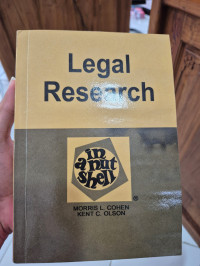 Legal
Research
in
a nut
shell
®
MORRIS L. COHEN
KENT C. OLSON